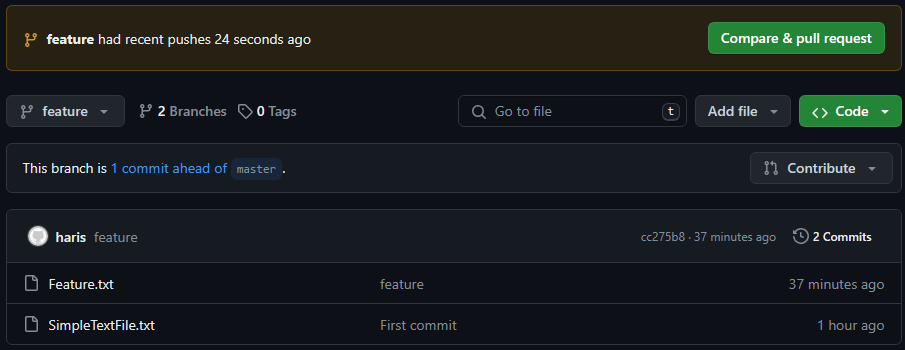 feature had recent pushes 24 seconds ago Compare & pull request
feature 2 Branches 0 Tags Go to file t Add file Code
This branch is 1 commit ahead of master . Contribute
haris feature cc275b8 · 37 minutes ago 2 Commits
Feature.txt feature 37 minutes ago
SimpleTextFile.txt First commit 1 hour ago